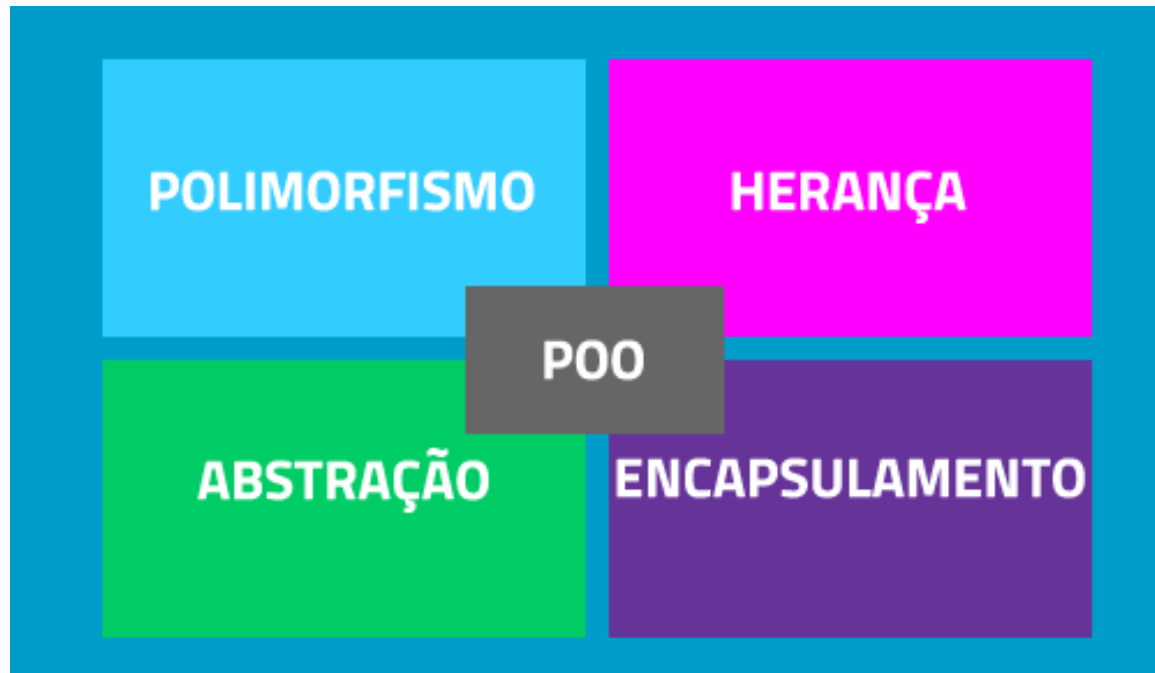 POLIMORFISMO
HERANÇA
POO
ABSTRAÇÃO
ENCAPSULAMENTO